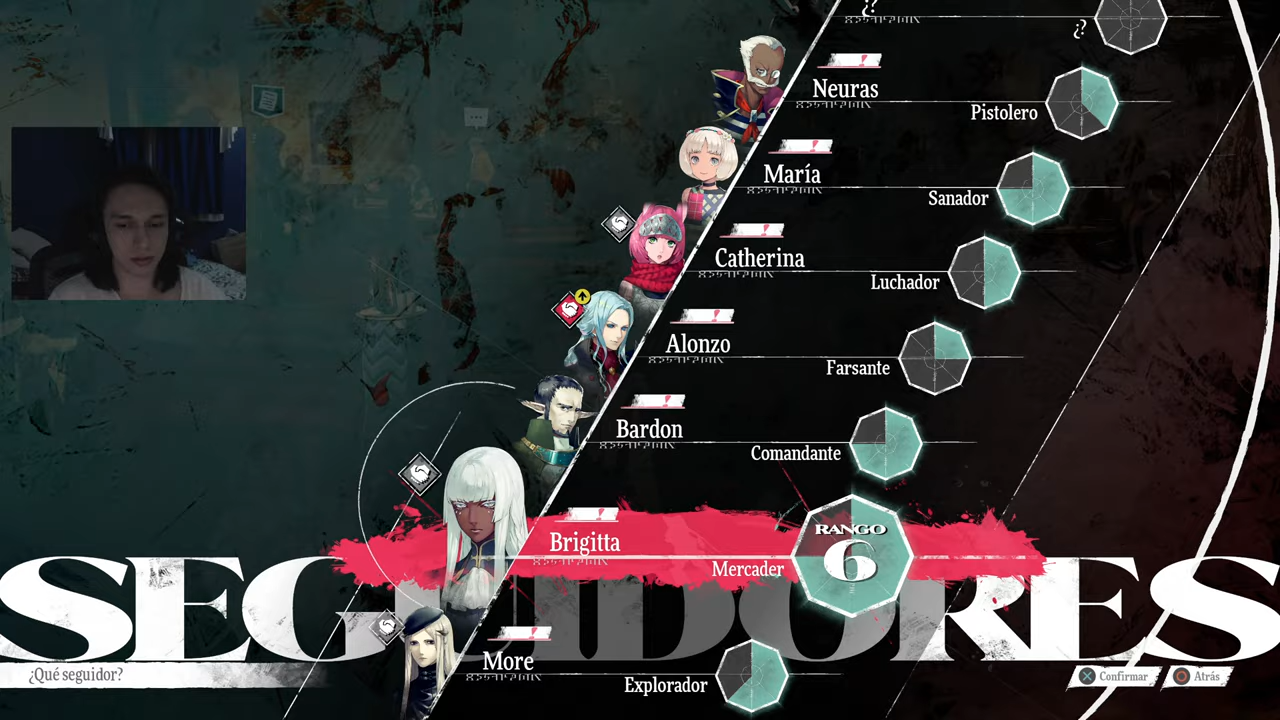 ¿?
¿?
Neuras
Pistolero
María
Sanador
Catherina
Luchador
Alonzo
Farsante
Bardon
Comandante
RANGO
6
Brigitta
Mercader
SEGUIDORES
More
Explorador
¿Qué seguidor?
Confirmar
Atrás